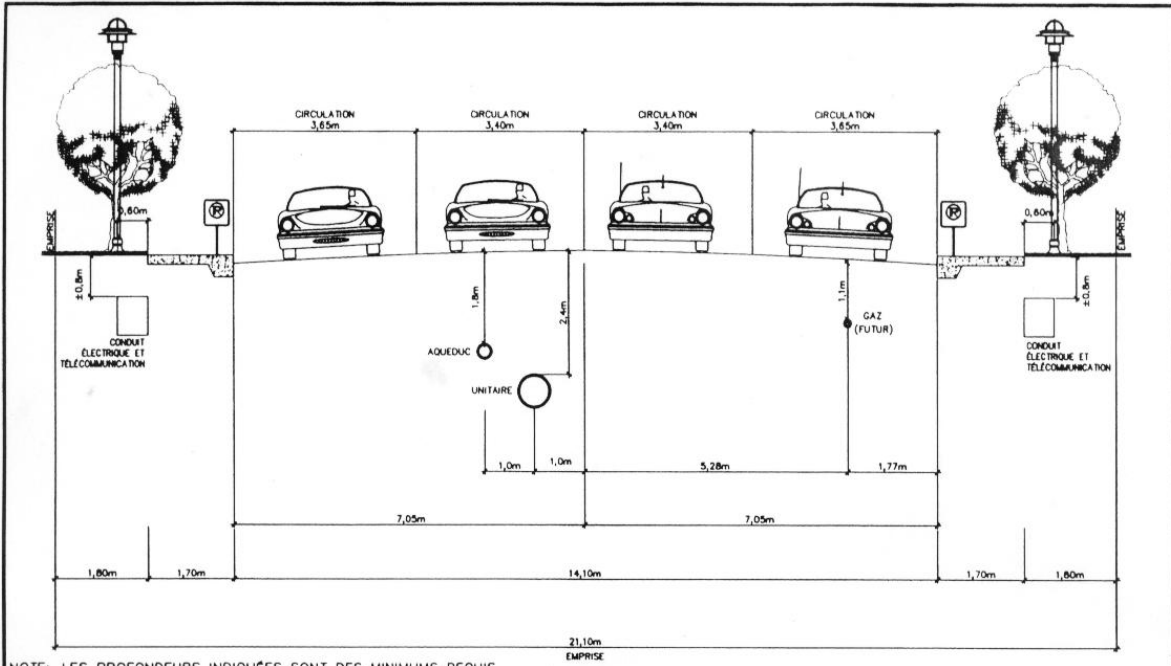 CIRCULATION
3,65m
CIRCULATION
3,40m
CIRCULATION
3,40m
CIRCULATION
3,65m
0,60m
P
P
0,60m
EMPRISE
EMPRISE
±0,8m
1,8m
2,4m
1,1m
±0,8m
GAZ
(FUTUR)
CONDUIT
ÉLECTRIQUE ET
TÉLÉCOMMUNICATION
AQUEDUC
CONDUIT
ÉLECTRIQUE ET
TÉLÉCOMMUNICATION
UNITAIRE
1,0m
1,0m
5,28m
1,77m
7,05m
7,05m
1,80m
1,70m
14,10m
1,70m
1,80m
21,10m
EMPRISE
NOTE: LES PROFONDEURS INDIQUÉES SONT DES MINIMUMS REQUIS